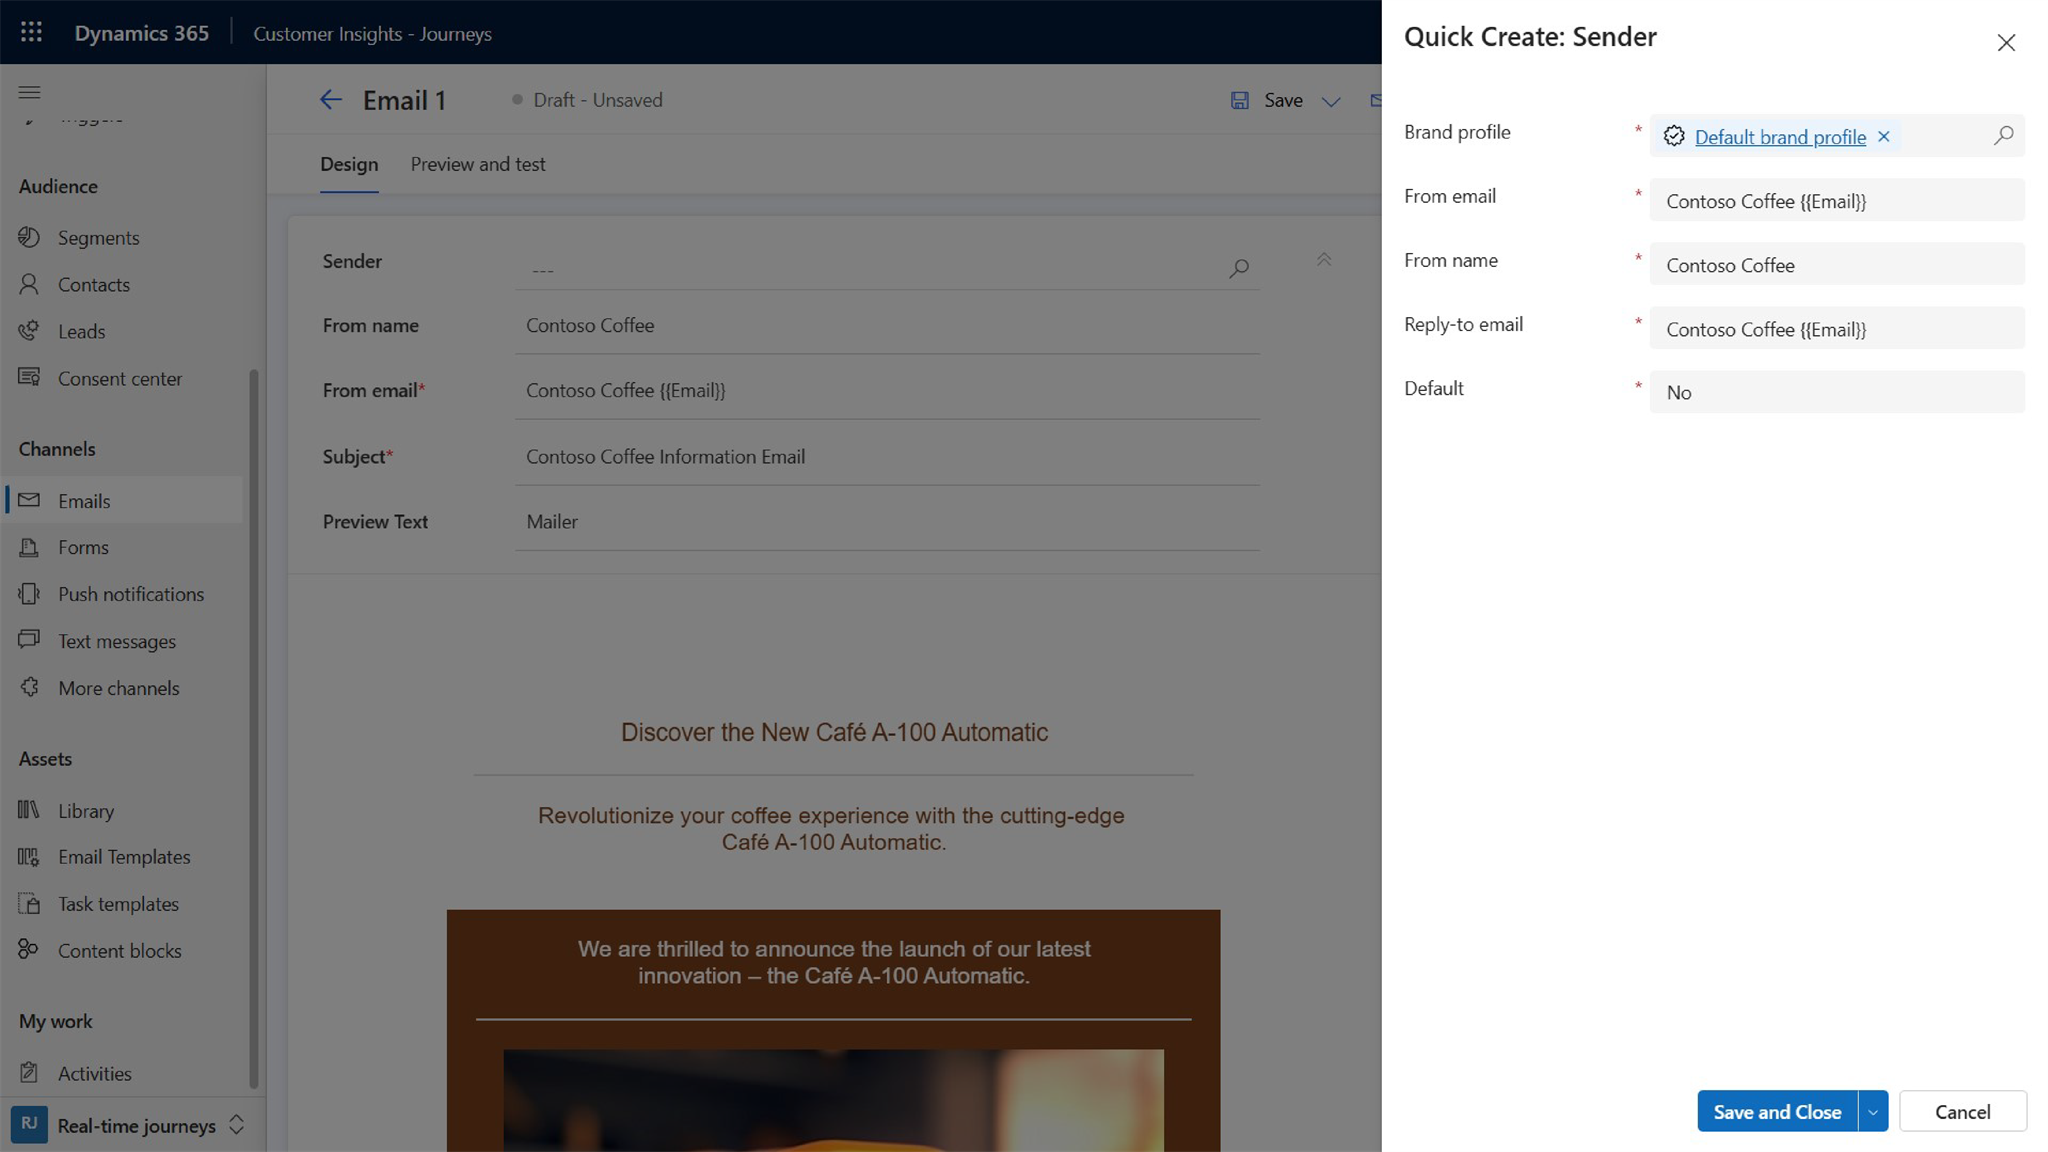 Dynamics 365
Customer Insights - Journeys
Triggers
Audience
Segments
Contacts
Leads
Consent center
Channels
Emails
Forms
Push notifications
Text messages
More channels
Assets
Library
Email Templates
Task templates
Content blocks
My work
Activities
RJ
Real-time journeys
Email 1
Draft - Unsaved
Save
Design
Preview and test
Sender
---
From name
Contoso Coffee
From email*
Contoso Coffee {{Email}}
Subject*
Contoso Coffee Information Email
Preview Text
Mailer
Discover the New Café A-100 Automatic
Revolutionize your coffee experience with the cutting-edge
Café A-100 Automatic.
We are thrilled to announce the launch of our latest
innovation – the Café A-100 Automatic.
Quick Create: Sender
Brand profile * Default brand profile
From email * Contoso Coffee {{Email}}
From name * Contoso Coffee
Reply-to email * Contoso Coffee {{Email}}
Default * No
Save and Close
Cancel